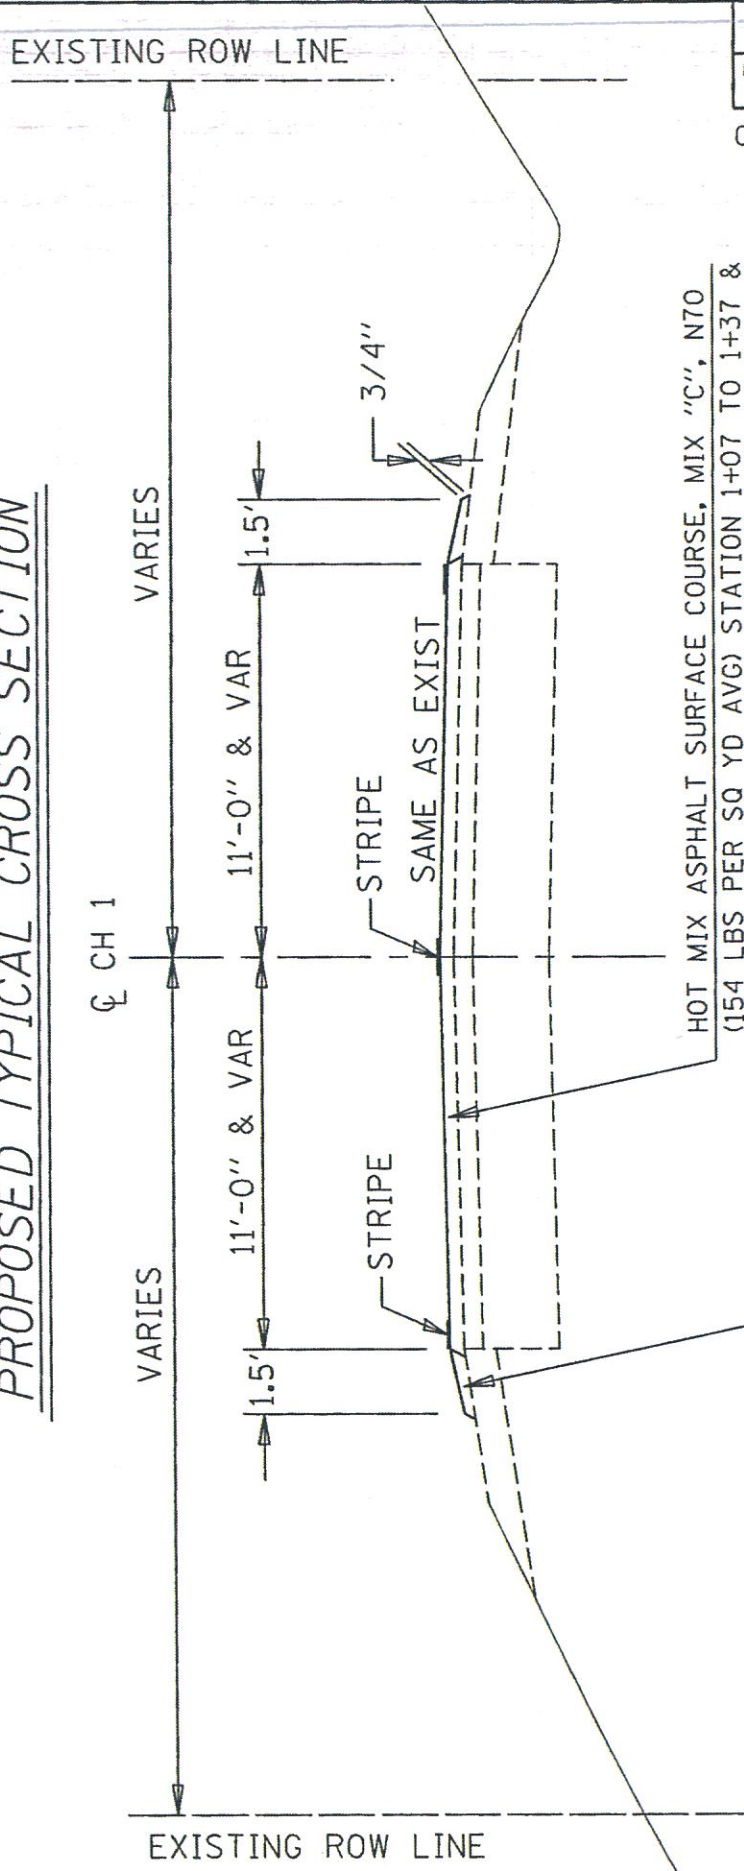 PROPOSED TYPICAL CROSS SECTION
EXISTING ROW LINE
VARIES
VARIES
℄ CH 1
1.5'
11'-0" & VAR
11'-0" & VAR
1.5'
3/4"
STRIPE
STRIPE
SAME AS EXIST
HOT MIX ASPHALT SURFACE COURSE, MIX "C", N70
(154 LBS PER SQ YD AVG) STATION 1+07 TO 1+37 &
EXISTING ROW LINE